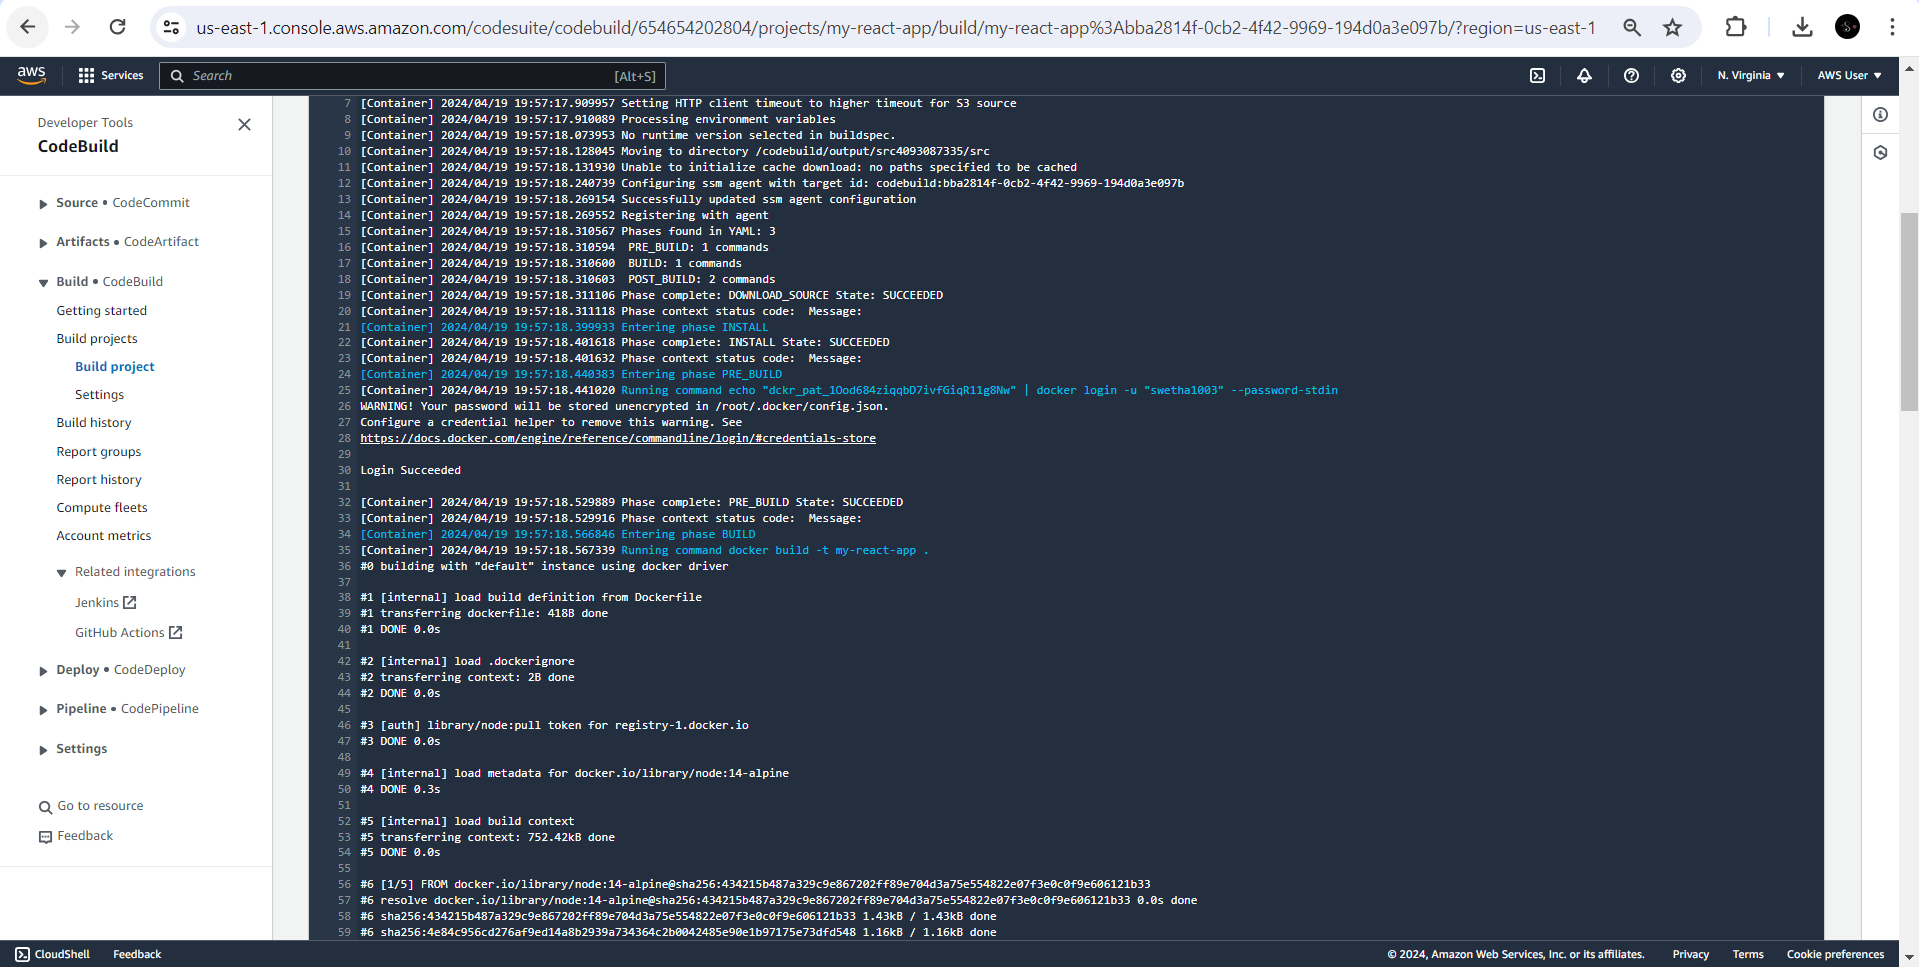 us-east-1.console.aws.amazon.com/codesuite/codebuild/654654202804/projects/my-react-app/build/my-react-app%3Abba2814f-0cb2-4f42-9969-194d0a3e097b/?region=us-east-1
aws Services Search [Alt+S] N. Virginia AWS User
Developer Tools
CodeBuild
Source • CodeCommit
Artifacts • CodeArtifact
Build • CodeBuild
Getting started
Build projects
Build project
Settings
Build history
Report groups
Report history
Compute fleets
Account metrics
Related integrations
Jenkins
GitHub Actions
Deploy • CodeDeploy
Pipeline • CodePipeline
Settings
Go to resource
Feedback
7 [Container] 2024/04/19 19:57:17.909957 Setting HTTP client timeout to higher timeout for S3 source
8 [Container] 2024/04/19 19:57:17.910089 Processing environment variables
9 [Container] 2024/04/19 19:57:18.073953 No runtime version selected in buildspec.
10 [Container] 2024/04/19 19:57:18.128045 Moving to directory /codebuild/output/src4093087335/src
11 [Container] 2024/04/19 19:57:18.131930 Unable to initialize cache download: no paths specified to be cached
12 [Container] 2024/04/19 19:57:18.240739 Configuring ssm agent with target id: codebuild:bba2814f-0cb2-4f42-9969-194d0a3e097b
13 [Container] 2024/04/19 19:57:18.269154 Successfully updated ssm agent configuration
14 [Container] 2024/04/19 19:57:18.269552 Registering with agent
15 [Container] 2024/04/19 19:57:18.310567 Phases found in YAML: 3
16 [Container] 2024/04/19 19:57:18.310594  PRE_BUILD: 1 commands
17 [Container] 2024/04/19 19:57:18.310600  BUILD: 1 commands
18 [Container] 2024/04/19 19:57:18.310603  POST_BUILD: 2 commands
19 [Container] 2024/04/19 19:57:18.311106 Phase complete: DOWNLOAD_SOURCE State: SUCCEEDED
20 [Container] 2024/04/19 19:57:18.311118 Phase context status code:  Message:
21 [Container] 2024/04/19 19:57:18.399933 Entering phase INSTALL
22 [Container] 2024/04/19 19:57:18.401618 Phase complete: INSTALL State: SUCCEEDED
23 [Container] 2024/04/19 19:57:18.401632 Phase context status code:  Message:
24 [Container] 2024/04/19 19:57:18.440383 Entering phase PRE_BUILD
25 [Container] 2024/04/19 19:57:18.441020 Running command echo "dckr_pat_1Ood684ziqqbD7ivfGiqR11g8Nw" | docker login -u "swetha1003" --password-stdin
26 WARNING! Your password will be stored unencrypted in /root/.docker/config.json.
27 Configure a credential helper to remove this warning. See
28 https://docs.docker.com/engine/reference/commandline/login/#credentials-store
29
30 Login Succeeded
31
32 [Container] 2024/04/19 19:57:18.529889 Phase complete: PRE_BUILD State: SUCCEEDED
33 [Container] 2024/04/19 19:57:18.529916 Phase context status code:  Message:
34 [Container] 2024/04/19 19:57:18.566846 Entering phase BUILD
35 [Container] 2024/04/19 19:57:18.567339 Running command docker build -t my-react-app .
36 #0 building with "default" instance using docker driver
37
38 #1 [internal] load build definition from Dockerfile
39 #1 transferring dockerfile: 418B done
40 #1 DONE 0.0s
41
42 #2 [internal] load .dockerignore
43 #2 transferring context: 2B done
44 #2 DONE 0.0s
45
46 #3 [auth] library/node:pull token for registry-1.docker.io
47 #3 DONE 0.0s
48
49 #4 [internal] load metadata for docker.io/library/node:14-alpine
50 #4 DONE 0.3s
51
52 #5 [internal] load build context
53 #5 transferring context: 752.42kB done
54 #5 DONE 0.0s
55
56 #6 [1/5] FROM docker.io/library/node:14-alpine@sha256:434215b487a329c9e867202ff89e704d3a75e554822e07f3e0c0f9e606121b33
57 #6 resolve docker.io/library/node:14-alpine@sha256:434215b487a329c9e867202ff89e704d3a75e554822e07f3e0c0f9e606121b33 0.0s done
58 #6 sha256:434215b487a329c9e867202ff89e704d3a75e554822e07f3e0c0f9e606121b33 1.43kB / 1.43kB done
59 #6 sha256:4e84c956cd276af9ed14a8b2939a734364c2b0042485e90e1b97175e73dfd548 1.16kB / 1.16kB done
CloudShell Feedback © 2024, Amazon Web Services, Inc. or its affiliates. Privacy Terms Cookie preferences